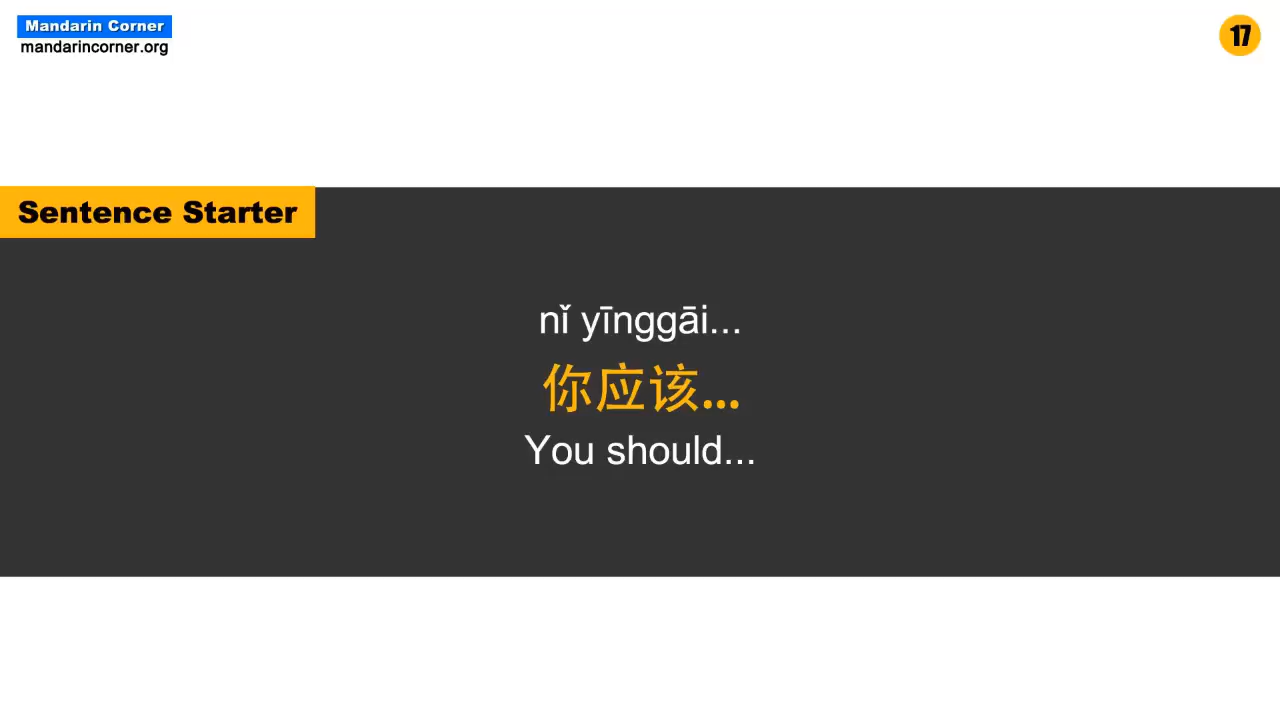 Mandarin Corner
mandarincorner.org
17
Sentence Starter
nǐ yīnggāi...
你应该...
You should...